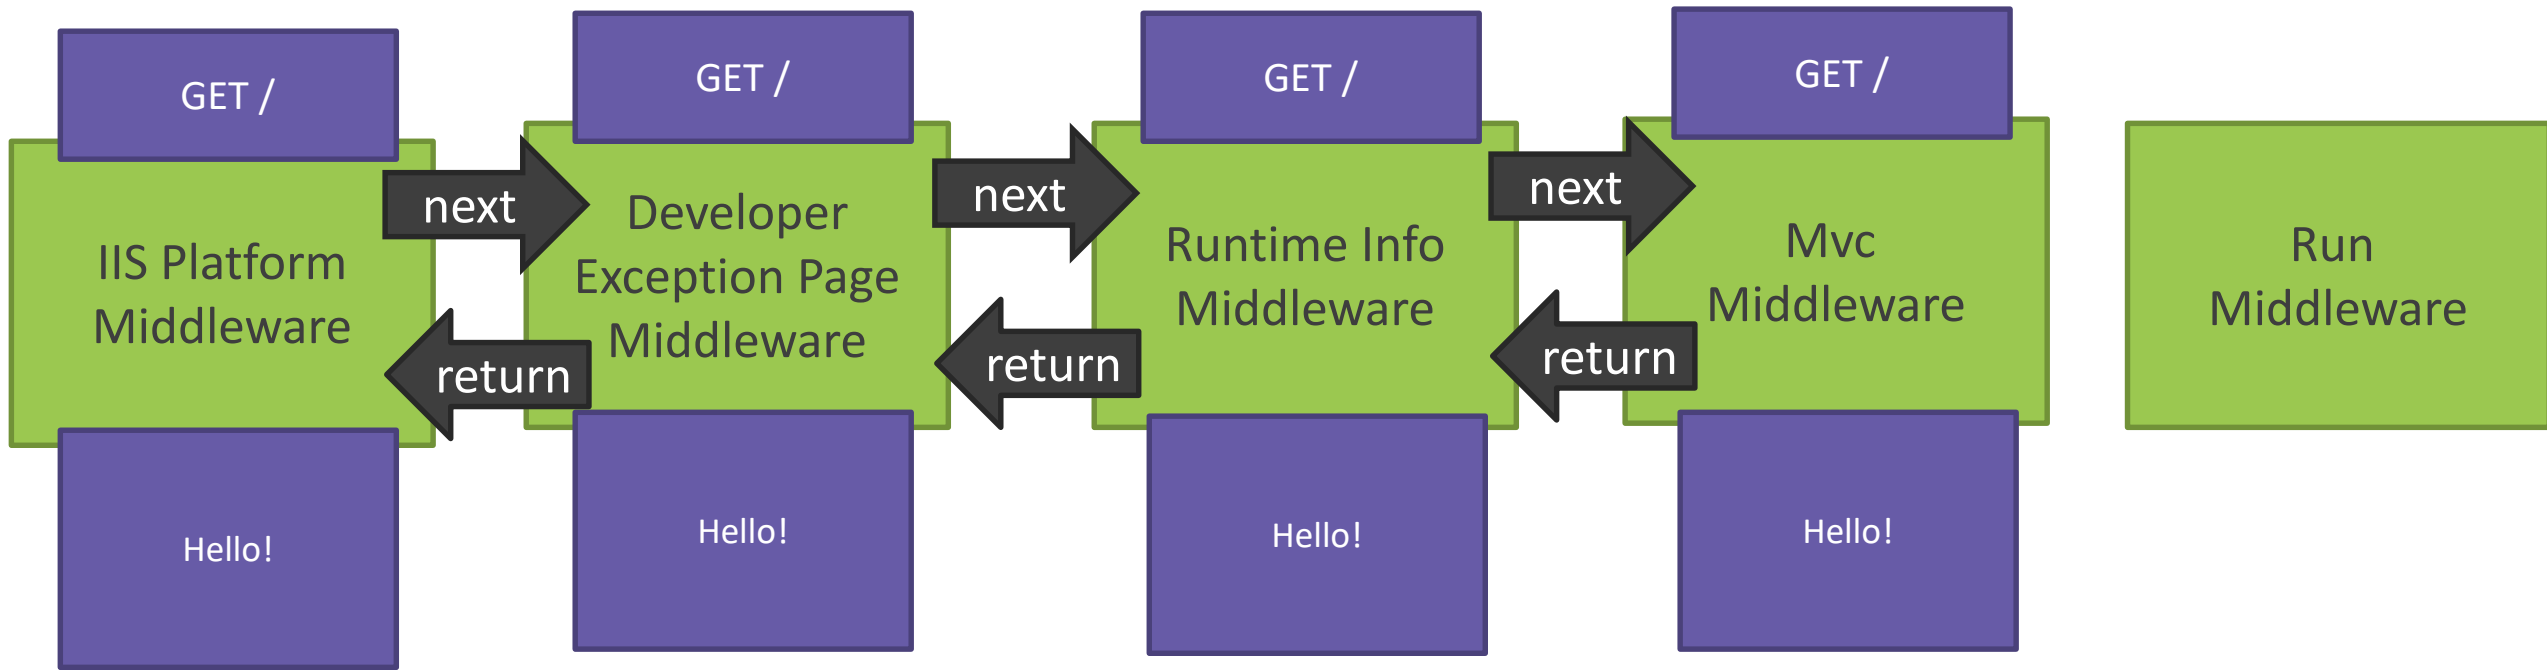 GET /
GET /
GET /
GET /
IIS Platform
Middleware
next
return
Developer
Exception Page
Middleware
next
return
Runtime Info
Middleware
next
return
Mvc
Middleware
Run
Middleware
Hello!
Hello!
Hello!
Hello!